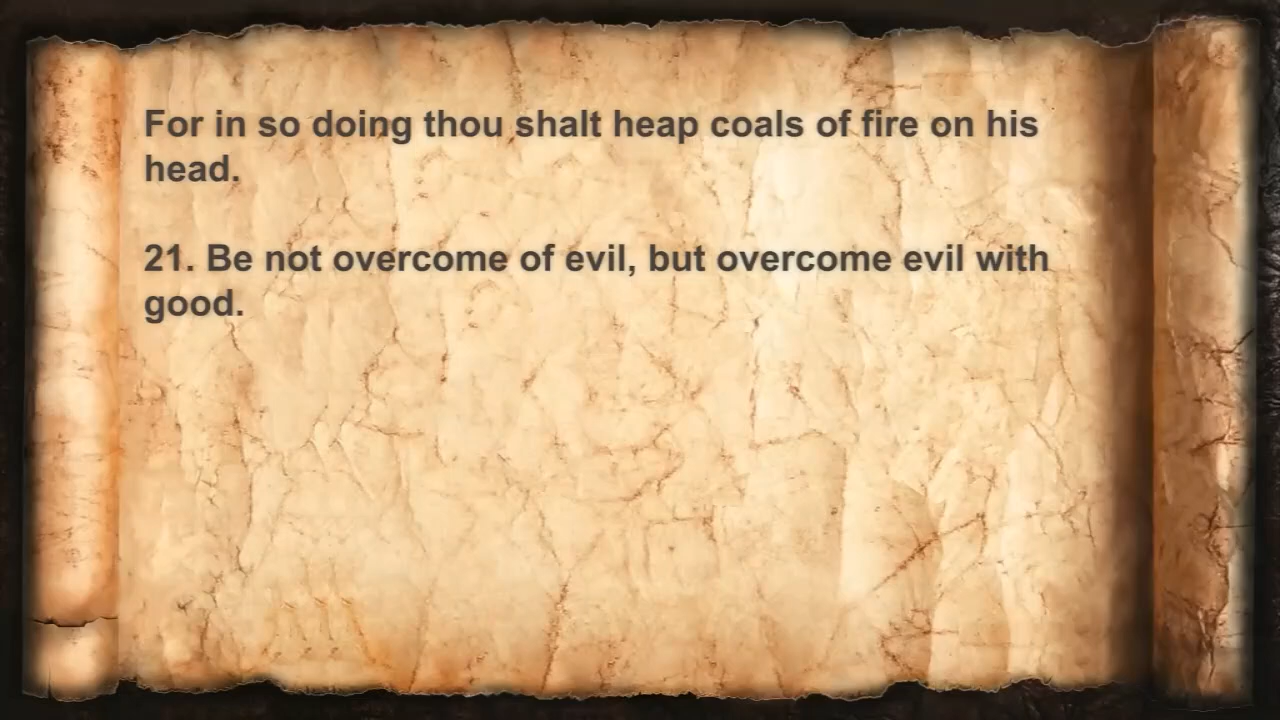 For in so doing thou shalt heap coals of fire on his
head.
21. Be not overcome of evil, but overcome evil with
good.